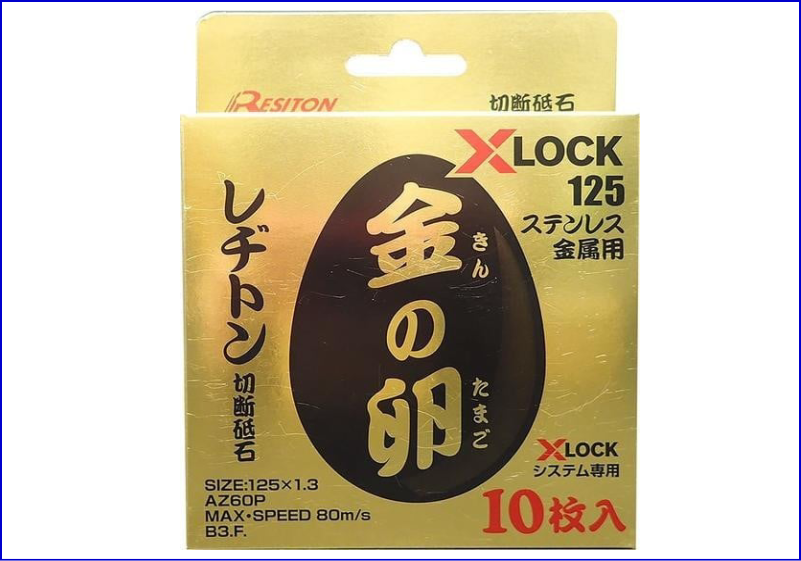 RESITON
切断砥石
XLOCK
125
ステンレス
金属用
レヂトン
切断砥石
金の卵
きん
たまご
XLOCK
システム専用
SIZE:125×1.3
AZ60P
MAX・SPEED 80m/s
B3.F.
10枚入